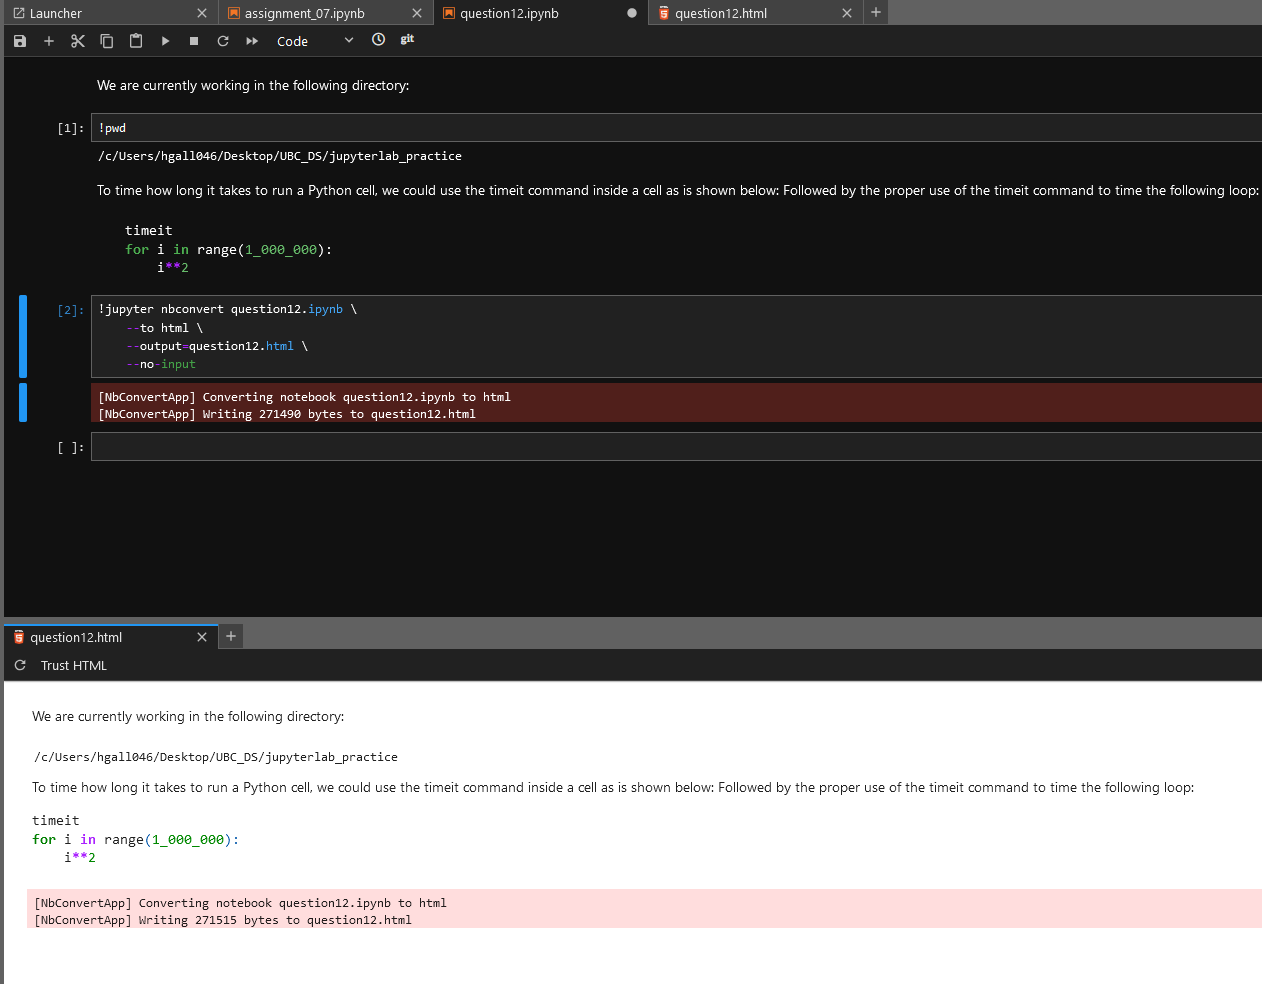 Launcher
assignment_07.ipynb
question12.ipynb
question12.html
Code
git
We are currently working in the following directory:
[1]:
!pwd
/c/Users/hgall046/Desktop/UBC_DS/jupyterlab_practice
To time how long it takes to run a Python cell, we could use the timeit command inside a cell as is shown below: Followed by the proper use of the timeit command to time the following loop:
timeit
for i in range(1_000_000):
    i**2
[2]:
!jupyter nbconvert question12.ipynb \
    --to html \
    --output=question12.html \
    --no-input
[NbConvertApp] Converting notebook question12.ipynb to html
[NbConvertApp] Writing 271490 bytes to question12.html
[ ]:
question12.html
Trust HTML
We are currently working in the following directory:
/c/Users/hgall046/Desktop/UBC_DS/jupyterlab_practice
To time how long it takes to run a Python cell, we could use the timeit command inside a cell as is shown below: Followed by the proper use of the timeit command to time the following loop:
timeit
for i in range(1_000_000):
    i**2
[NbConvertApp] Converting notebook question12.ipynb to html
[NbConvertApp] Writing 271515 bytes to question12.html